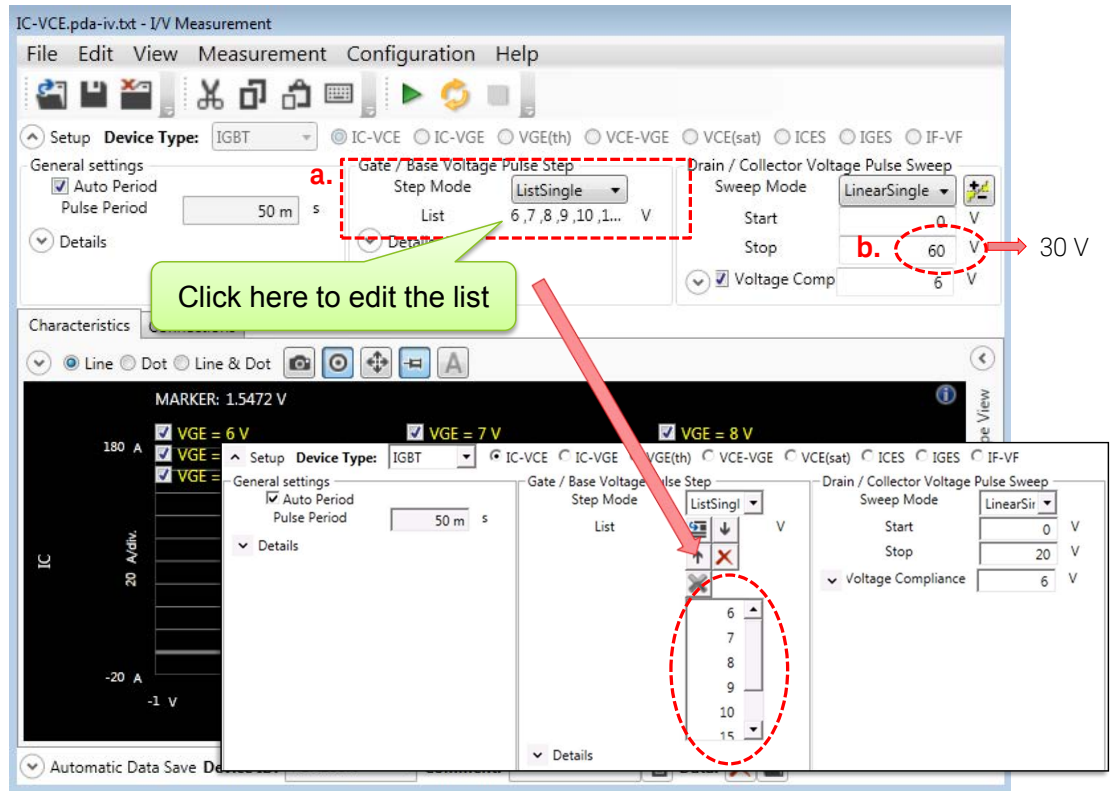 IC-VCE.pda-iv.txt - I/V Measurement
File Edit View Measurement Configuration Help
Setup Device Type: IGBT IC-VCE IC-VGE VGE(th) VCE-VGE VCE(sat) ICES IGES IF-VF
General settings
Auto Period
Pulse Period 50 m s
Details
a.
Gate / Base Voltage Pulse Step
Step Mode ListSingle
List 6 ,7 ,8 ,9 ,10 ,1... V
Drain / Collector Voltage Pulse Sweep
Sweep Mode LinearSingle
Start 0 V
Stop b. 60 V 30 V
Voltage Comp 6 V
Click here to edit the list
Characteristics
Line Dot Line & Dot A
MARKER: 1.5472 V
VGE = 6 V VGE = 7 V VGE = 8 V
VGE =
VGE =
180 A
IC
20 A/div.
-20 A
-1 V
View
Setup Device Type: IGBT IC-VCE IC-VGE VGE(th) VCE-VGE VCE(sat) ICES IGES IF-VF
General settings
Auto Period
Pulse Period 50 m s
Details
Gate / Base Voltage Pulse Step
Step Mode ListSingl
List V
6
7
8
9
10
15
Details
Drain / Collector Voltage Pulse Sweep
Sweep Mode LinearSir
Start 0 V
Stop 20 V
Voltage Compliance 6 V
Automatic Data Save